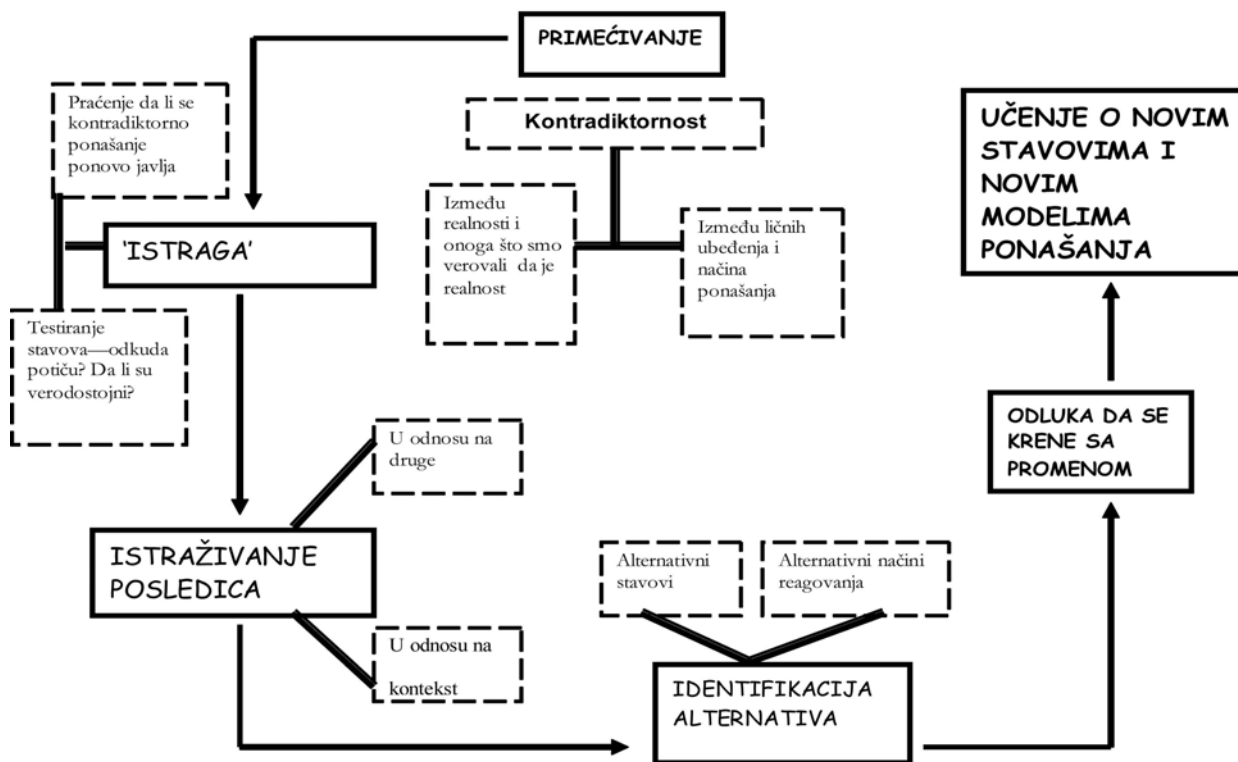 PRIMEĆIVANJE
Kontradiktornost
Između
realnosti i
onoga što smo
verovali da je
realnost
Između ličnih
ubeđenja i
načina
ponašanja
Praćenje da li se
kontradiktorno
ponašanje
ponovo javlja
‘ISTRAGA’
Testiranje
stavova—odkuda
potiču? Da li su
verodostojni?
U odnosu na
druge
ISTRAŽIVANJE
POSLEDICA
U odnosu na
kontekst
Alternativni
stavovi
Alternativni načini
reagovanja
IDENTIFIKACIJA
ALTERNATIVA
ODLUKA DA SE
KRENE SA
PROMENOM
UČENJE O NOVIM
STAVOVIMA I
NOVIM
MODELIMA
PONAŠANJA